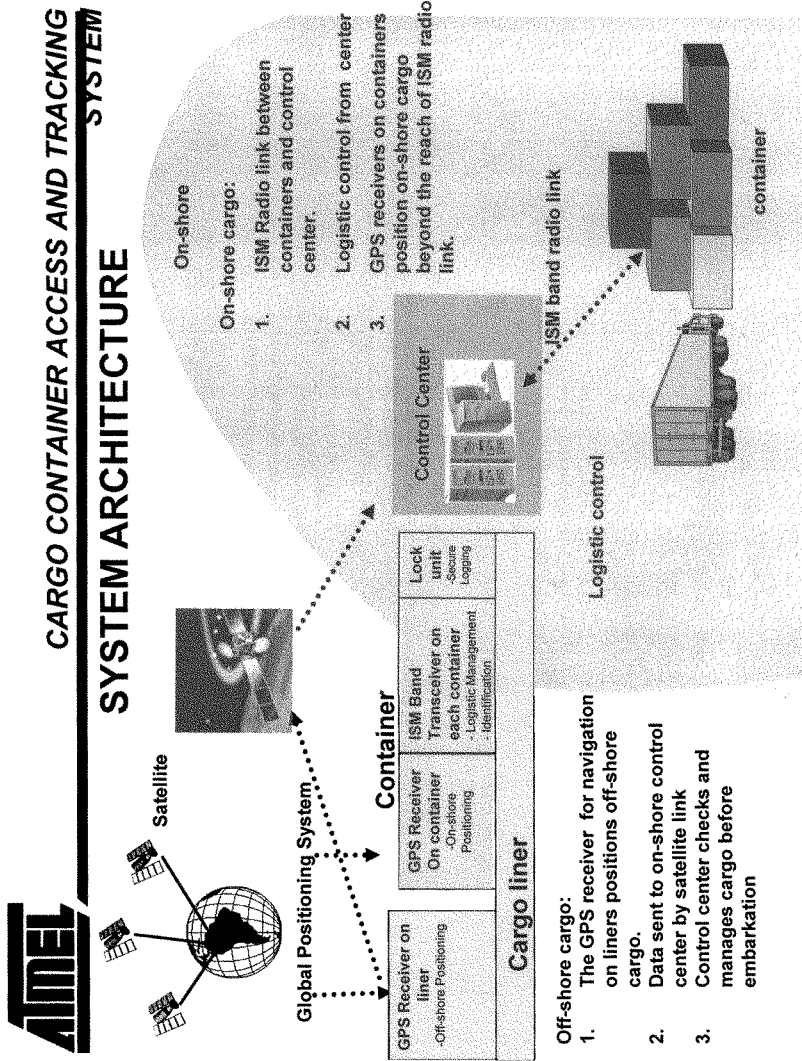 ATMEL
CARGO CONTAINER ACCESS AND TRACKING
SYSTEM
SYSTEM ARCHITECTURE
Satellite
Global Positioning System
GPS Receiver on
liner
-Off-shore Positioning
Container
GPS Receiver
On container
-On-shore
Positioning
ISM Band
Transceiver on
each container
- Logistic Management
- Identification
Lock
unit
-Secure
Logging
Cargo liner
Off-shore cargo:
1. The GPS receiver for navigation
on liners positions off-shore
cargo.
2. Data sent to on-shore control
center by satellite link
3. Control center checks and
manages cargo before
embarkation
On-shore
On-shore cargo:
1. ISM Radio link between
containers and control
center.
2. Logistic control from center
3. GPS receivers on containers
position on-shore cargo
beyond the reach of ISM radio
link.
Control Center
ISM band radio link
Logistic control
container